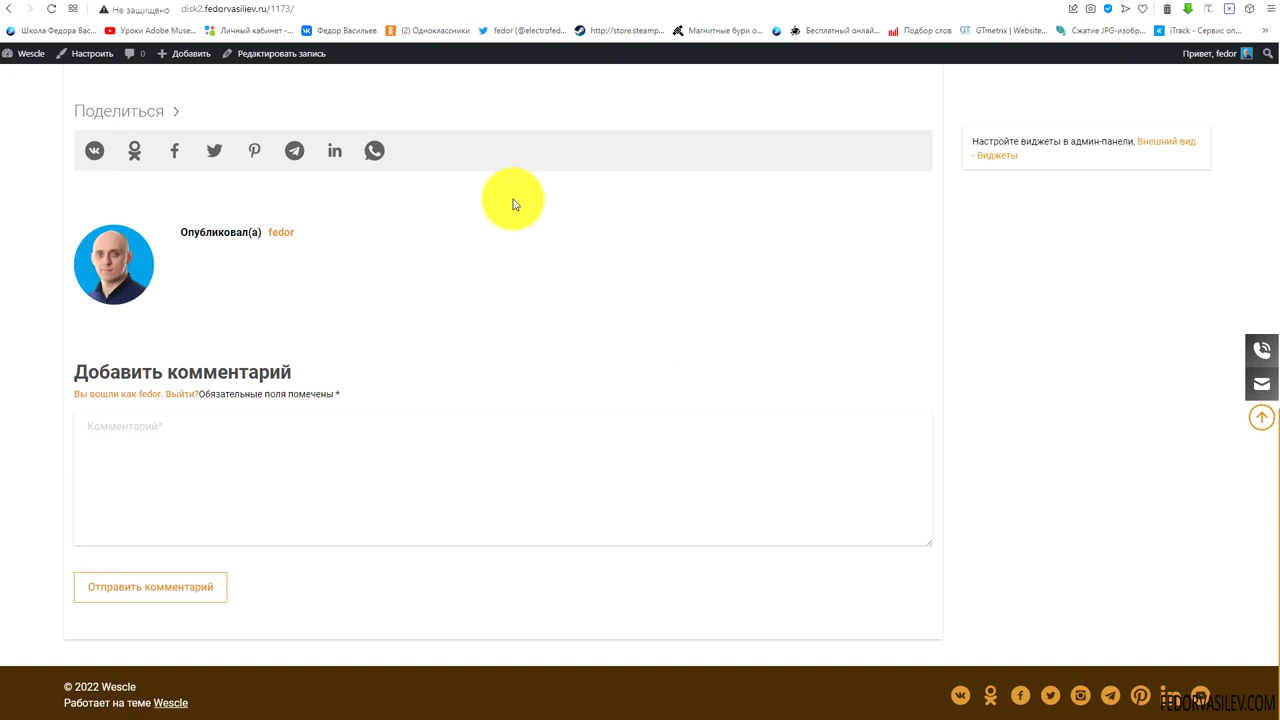 Не защищено
disk2.fedorvasiliev.ru/1173/
Школа Федора Вас...
Уроки Adobe Muse...
Личный кабинет -...
Федор Васильев
(2) Одноклассники
fedor (@electrofed...
http://store.steamp...
Магнитные бури о...
Бесплатный онлай...
Подбор слов
GTmetrix | Website...
Сжатие JPG-изобр...
iTrack - Сервис оп...
Wescle
Настроить
0
Добавить
Редактировать запись
Привет, fedor
Поделиться
Настройте виджеты в админ-панели, Внешний вид
- Виджеты
Опубликовал(а) fedor
Добавить комментарий
Вы вошли как fedor. Выйти?Обязательные поля помечены *
Комментарий*
Отправить комментарий
© 2022 Wescle
Работает на теме Wescle
FEDORVASILEV.COM